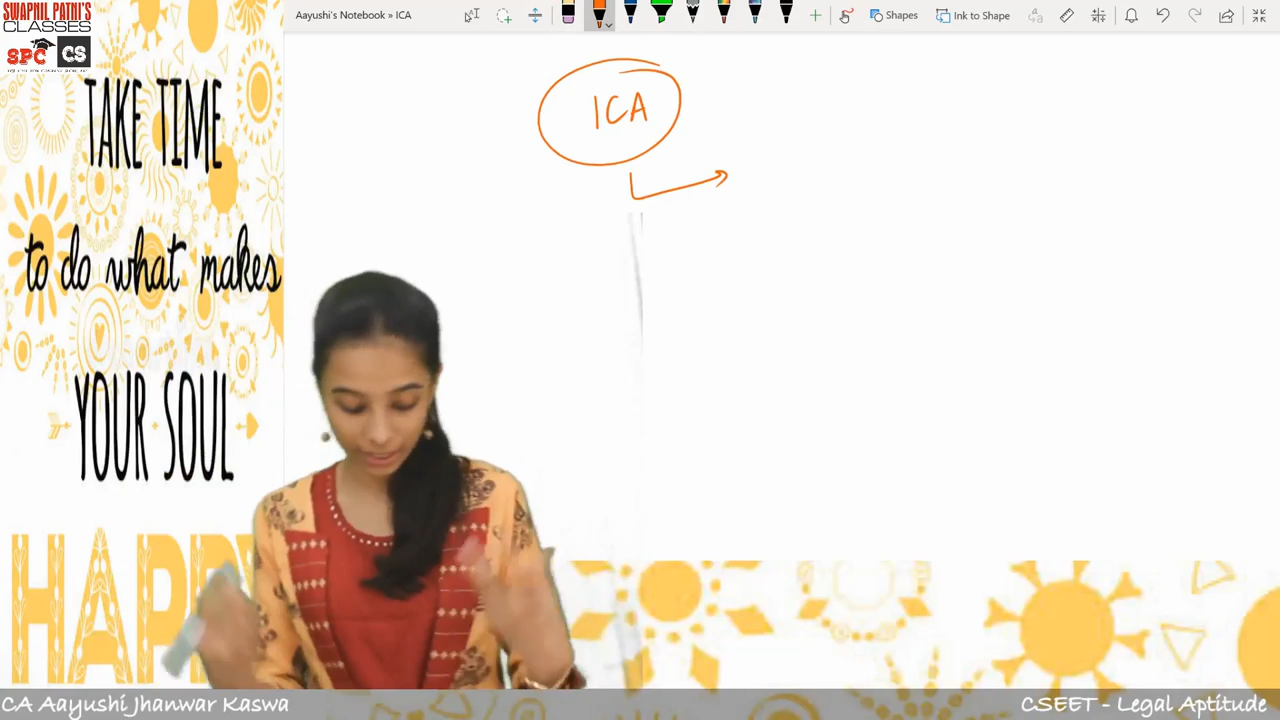 SWAPNIL PATNI'S
CLASSES
SPC CS
Aayushi's Notebook » ICA
Shapes
Ink to Shape
ICA
TAKE TIME
to do what makes
YOUR SOUL
HAPPY
CA Aayushi Jhanwar Kaswa
CSEET - Legal Aptitude